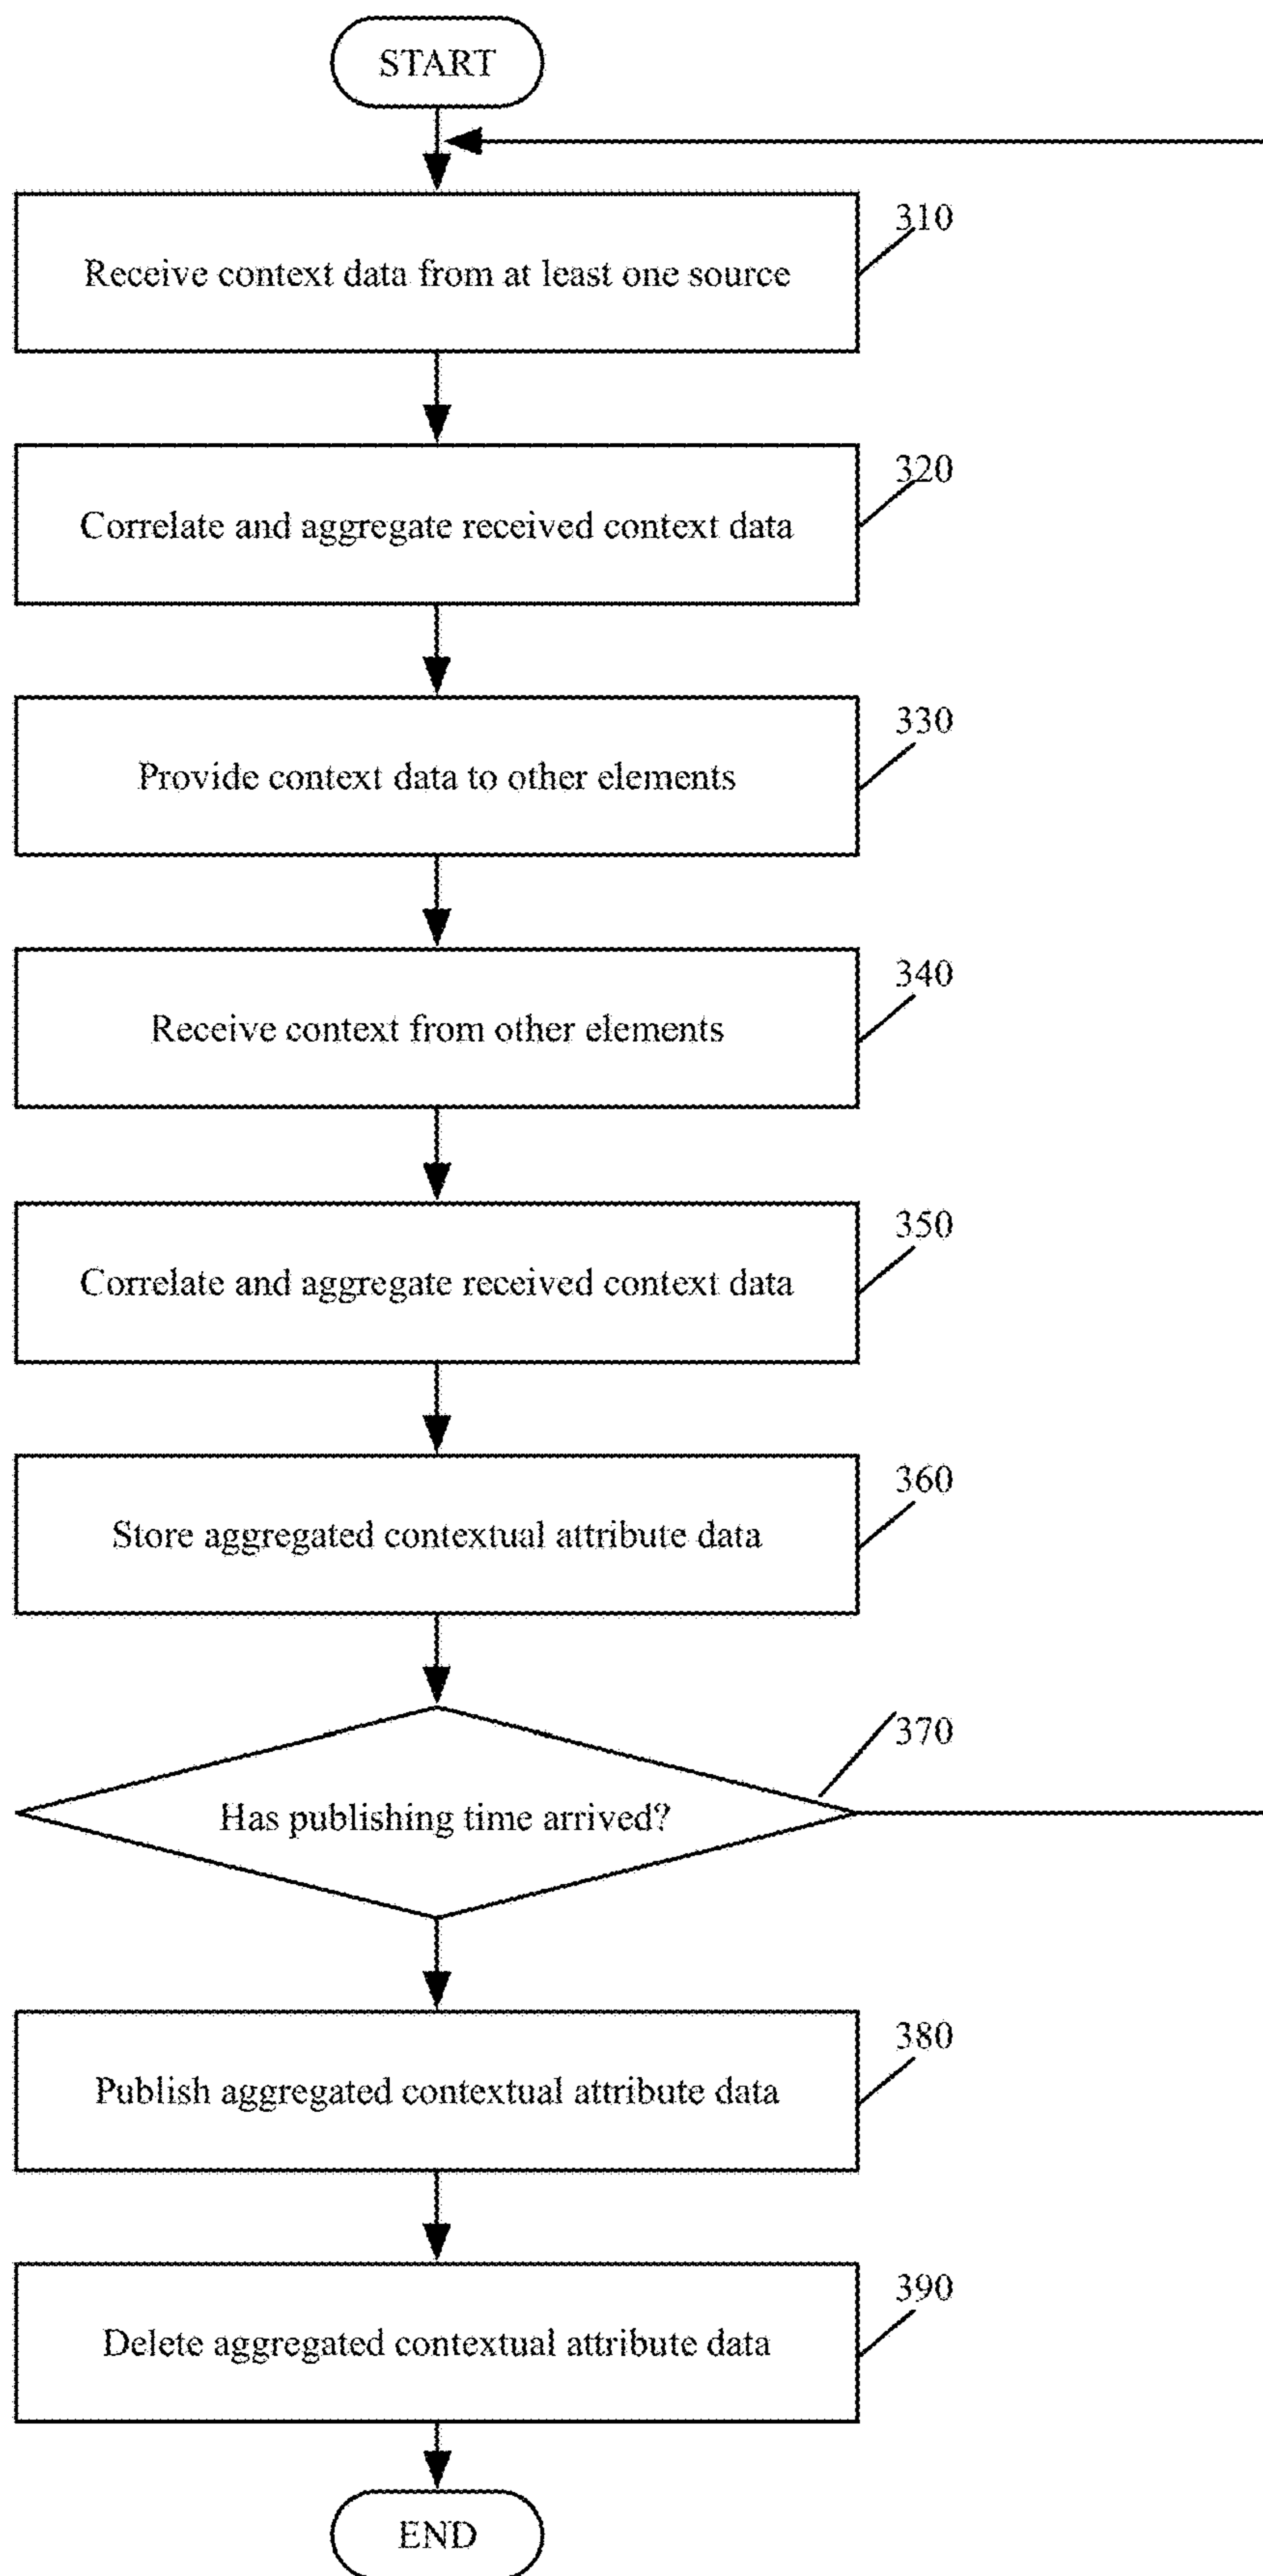 START
310
Receive context data from at least one source
320
Correlate and aggregate received context data
330
Provide context data to other elements
340
Receive context from other elements
350
Correlate and aggregate received context data
360
Store aggregated contextual attribute data
370
Has publishing time arrived?
380
Publish aggregated contextual attribute data
390
Delete aggregated contextual attribute data
END